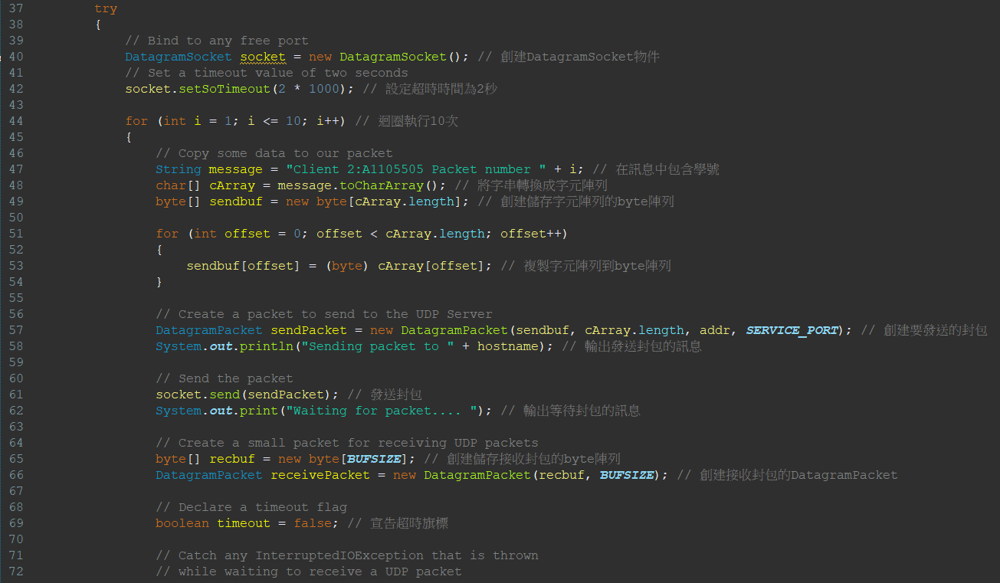 37 try
38 {
39 // Bind to any free port
40 DatagramSocket socket = new DatagramSocket(); // 創建DatagramSocket物件
41 // Set a timeout value of two seconds
42 socket.setSoTimeout(2 * 1000); // 設定超時時間為2秒
43
44 for (int i = 1; i <= 10; i++) // 迴圈執行10次
45 {
46 // Copy some data to our packet
47 String message = "Client 2:A1105505 Packet number " + i; // 在訊息中包含學號
48 char[] cArray = message.toCharArray(); // 將字串轉換成字元陣列
49 byte[] sendbuf = new byte[cArray.length]; // 創建儲存字元陣列的byte陣列
50
51 for (int offset = 0; offset < cArray.length; offset++)
52 {
53 sendbuf[offset] = (byte) cArray[offset]; // 複製字元陣列到byte陣列
54 }
55
56 // Create a packet to send to the UDP Server
57 DatagramPacket sendPacket = new DatagramPacket(sendbuf, cArray.length, addr, SERVICE_PORT); // 創建要發送的封包
58 System.out.println("Sending packet to " + hostname); // 輸出發送封包的訊息
59
60 // Send the packet
61 socket.send(sendPacket); // 發送封包
62 System.out.print("Waiting for packet.... "); // 輸出等待封包的訊息
63
64 // Create a small packet for receiving UDP packets
65 byte[] recbuf = new byte[BUFSIZE]; // 創建儲存接收封包的byte陣列
66 DatagramPacket receivePacket = new DatagramPacket(recbuf, BUFSIZE); // 創建接收封包的DatagramPacket
67
68 // Declare a timeout flag
69 boolean timeout = false; // 宣告超時旗標
70
71 // Catch any InterruptedIOException that is thrown
72 // while waiting to receive a UDP packet